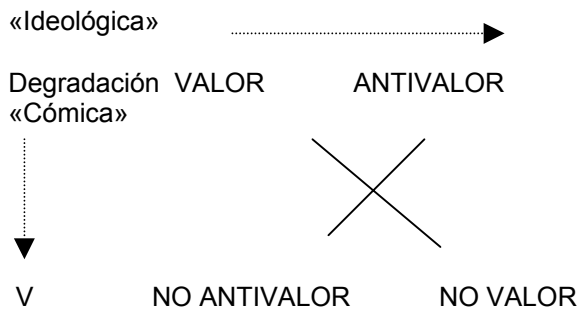 «Ideológica»
Degradación VALOR ANTIVALOR
«Cómica»
V NO ANTIVALOR NO VALOR